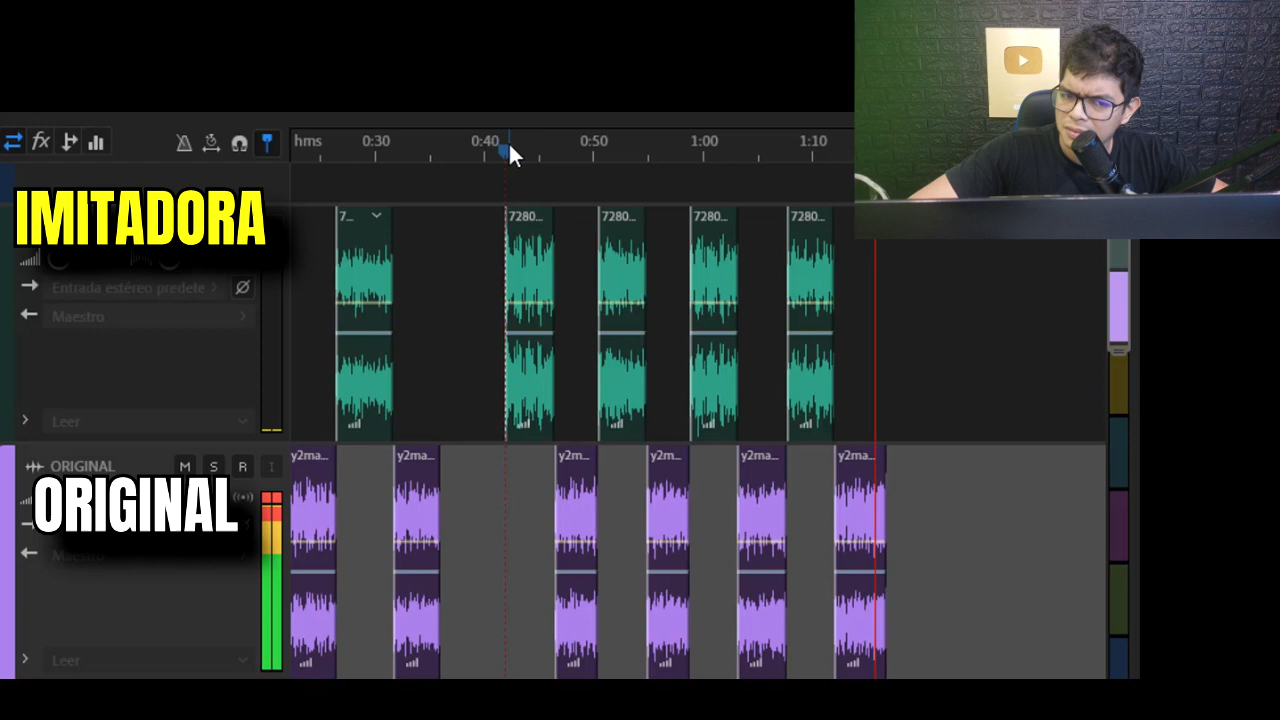 fx
hms
0:30
0:40
0:50
1:00
1:10
IMITADORA
7...
7280...
7280...
7280...
7280...
Entrada estéreo predete
Maestro
Leer
ORIGINAL
M S R I
y2ma...
y2ma...
y2m...
y2m...
y2ma...
y2ma...
ORIGINAL
Maestro
Leer